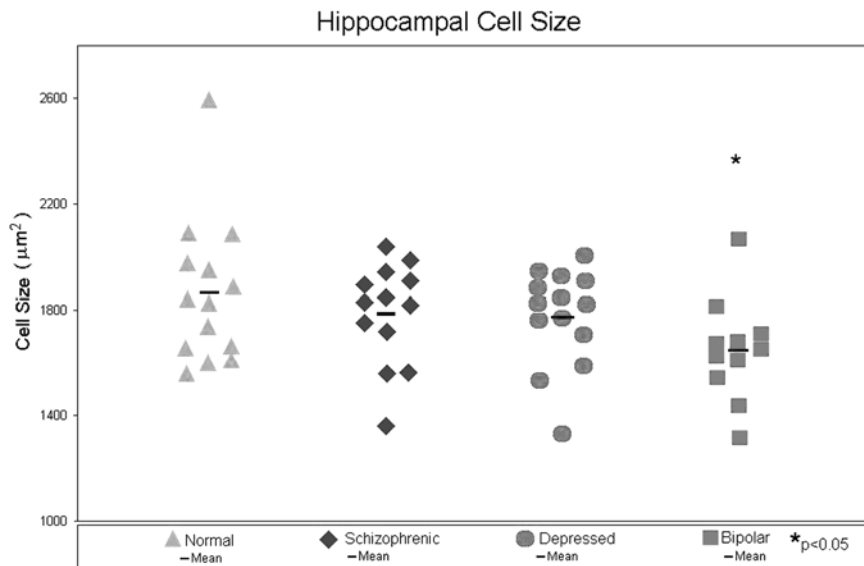 Hippocampal Cell Size
2600
2200
1800
1400
1000
Cell Size (μm²)
*
Normal
Mean
Schizophrenic
Mean
Depressed
Mean
Bipolar
Mean
*p<0.05